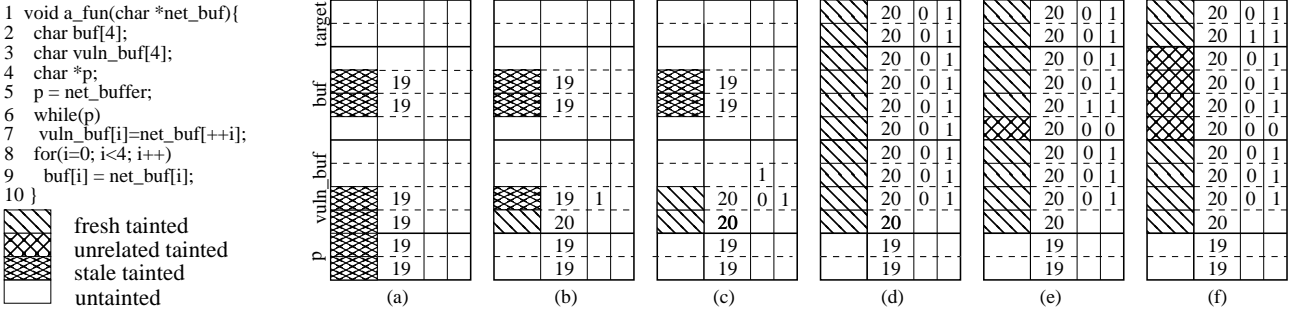 1 void a_fun(char *net_buf){
2 char buf[4];
3 char vuln_buf[4];
4 char *p;
5 p = net_buffer;
6 while(p)
7 vuln_buf[i]=net_buf[++i];
8 for(i=0; i<4; i++)
9 buf[i] = net_buf[i];
10 }
fresh tainted
unrelated tainted
stale tainted
untainted
target
buf
vuln_buf
p
20 0 1 20 0 1 20 0 1
20 0 1 20 0 1 20 1 1
20 0 1 20 0 1 20 0 1
19 19 19 20 0 1 20 0 1 20 0 1
19 19 19 20 0 1 20 1 1 20 0 1
20 0 1 20 0 0 20 0 0
20 0 1 20 0 1 20 0 1
1 20 0 1 20 0 1 20 0 1
19 19 1 20 0 1 20 0 1 20 0 1 20 0 1
19 20 20 20 20 20
19 19 19 19 19 19
19 19 19 19 19 19
(a) (b) (c) (d) (e) (f)